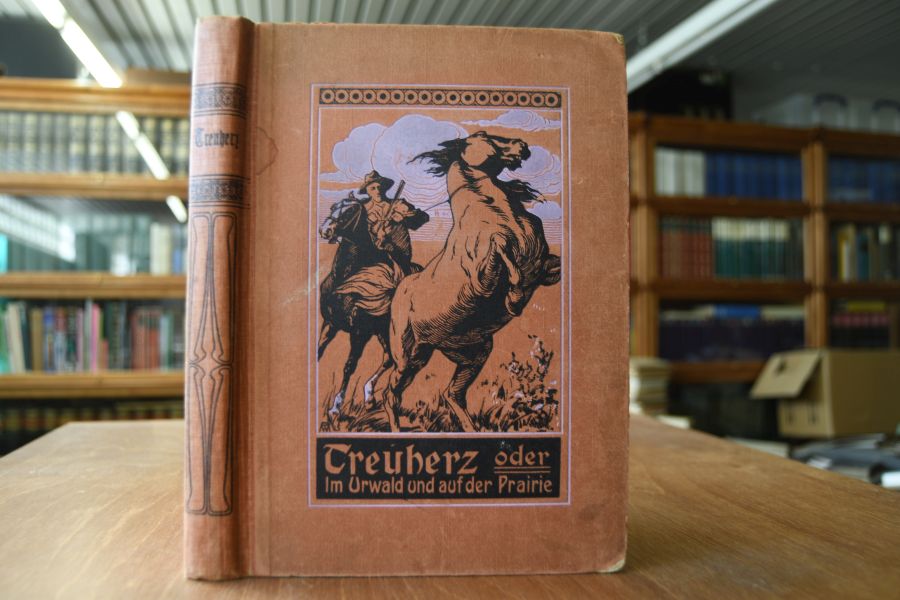 Treuherz
Treuherz oder
Im Urwald und auf der Prairie